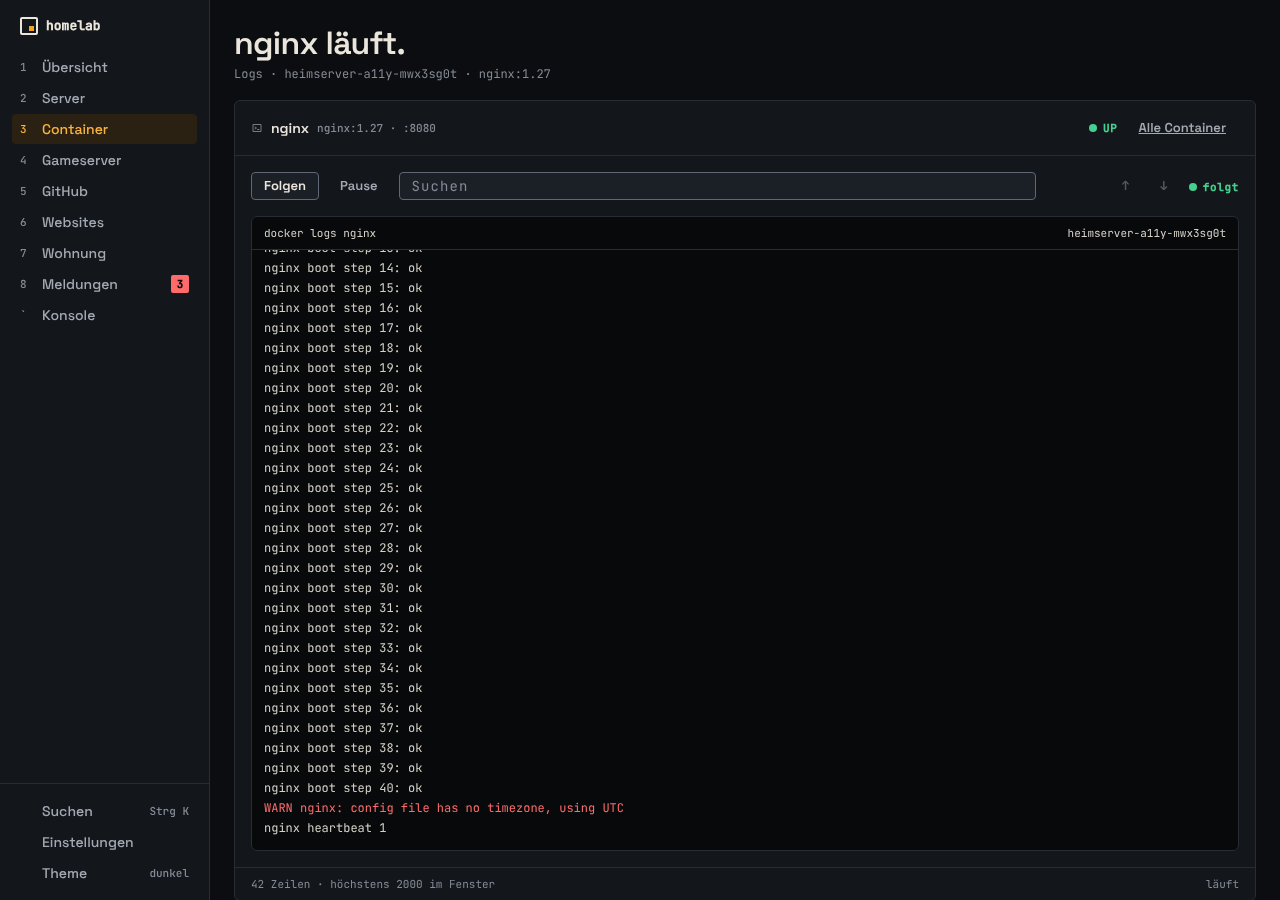 homelab
1 Übersicht
2 Server
3 Container
4 Gameserver
5 GitHub
6 Websites
7 Wohnung
8 Meldungen 3
` Konsole
Suchen Strg K
Einstellungen
Theme dunkel
nginx läuft.
Logs · heimserver-a11y-mwx3sg0t · nginx:1.27
nginx nginx:1.27 · :8080 UP Alle Container
Folgen Pause Suchen ↑ ↓ folgt
docker logs nginx heimserver-a11y-mwx3sg0t
nginx boot step 13: ok
nginx boot step 14: ok
nginx boot step 15: ok
nginx boot step 16: ok
nginx boot step 17: ok
nginx boot step 18: ok
nginx boot step 19: ok
nginx boot step 20: ok
nginx boot step 21: ok
nginx boot step 22: ok
nginx boot step 23: ok
nginx boot step 24: ok
nginx boot step 25: ok
nginx boot step 26: ok
nginx boot step 27: ok
nginx boot step 28: ok
nginx boot step 29: ok
nginx boot step 30: ok
nginx boot step 31: ok
nginx boot step 32: ok
nginx boot step 33: ok
nginx boot step 34: ok
nginx boot step 35: ok
nginx boot step 36: ok
nginx boot step 37: ok
nginx boot step 38: ok
nginx boot step 39: ok
nginx boot step 40: ok
WARN nginx: config file has no timezone, using UTC
nginx heartbeat 1
42 Zeilen · höchstens 2000 im Fenster läuft